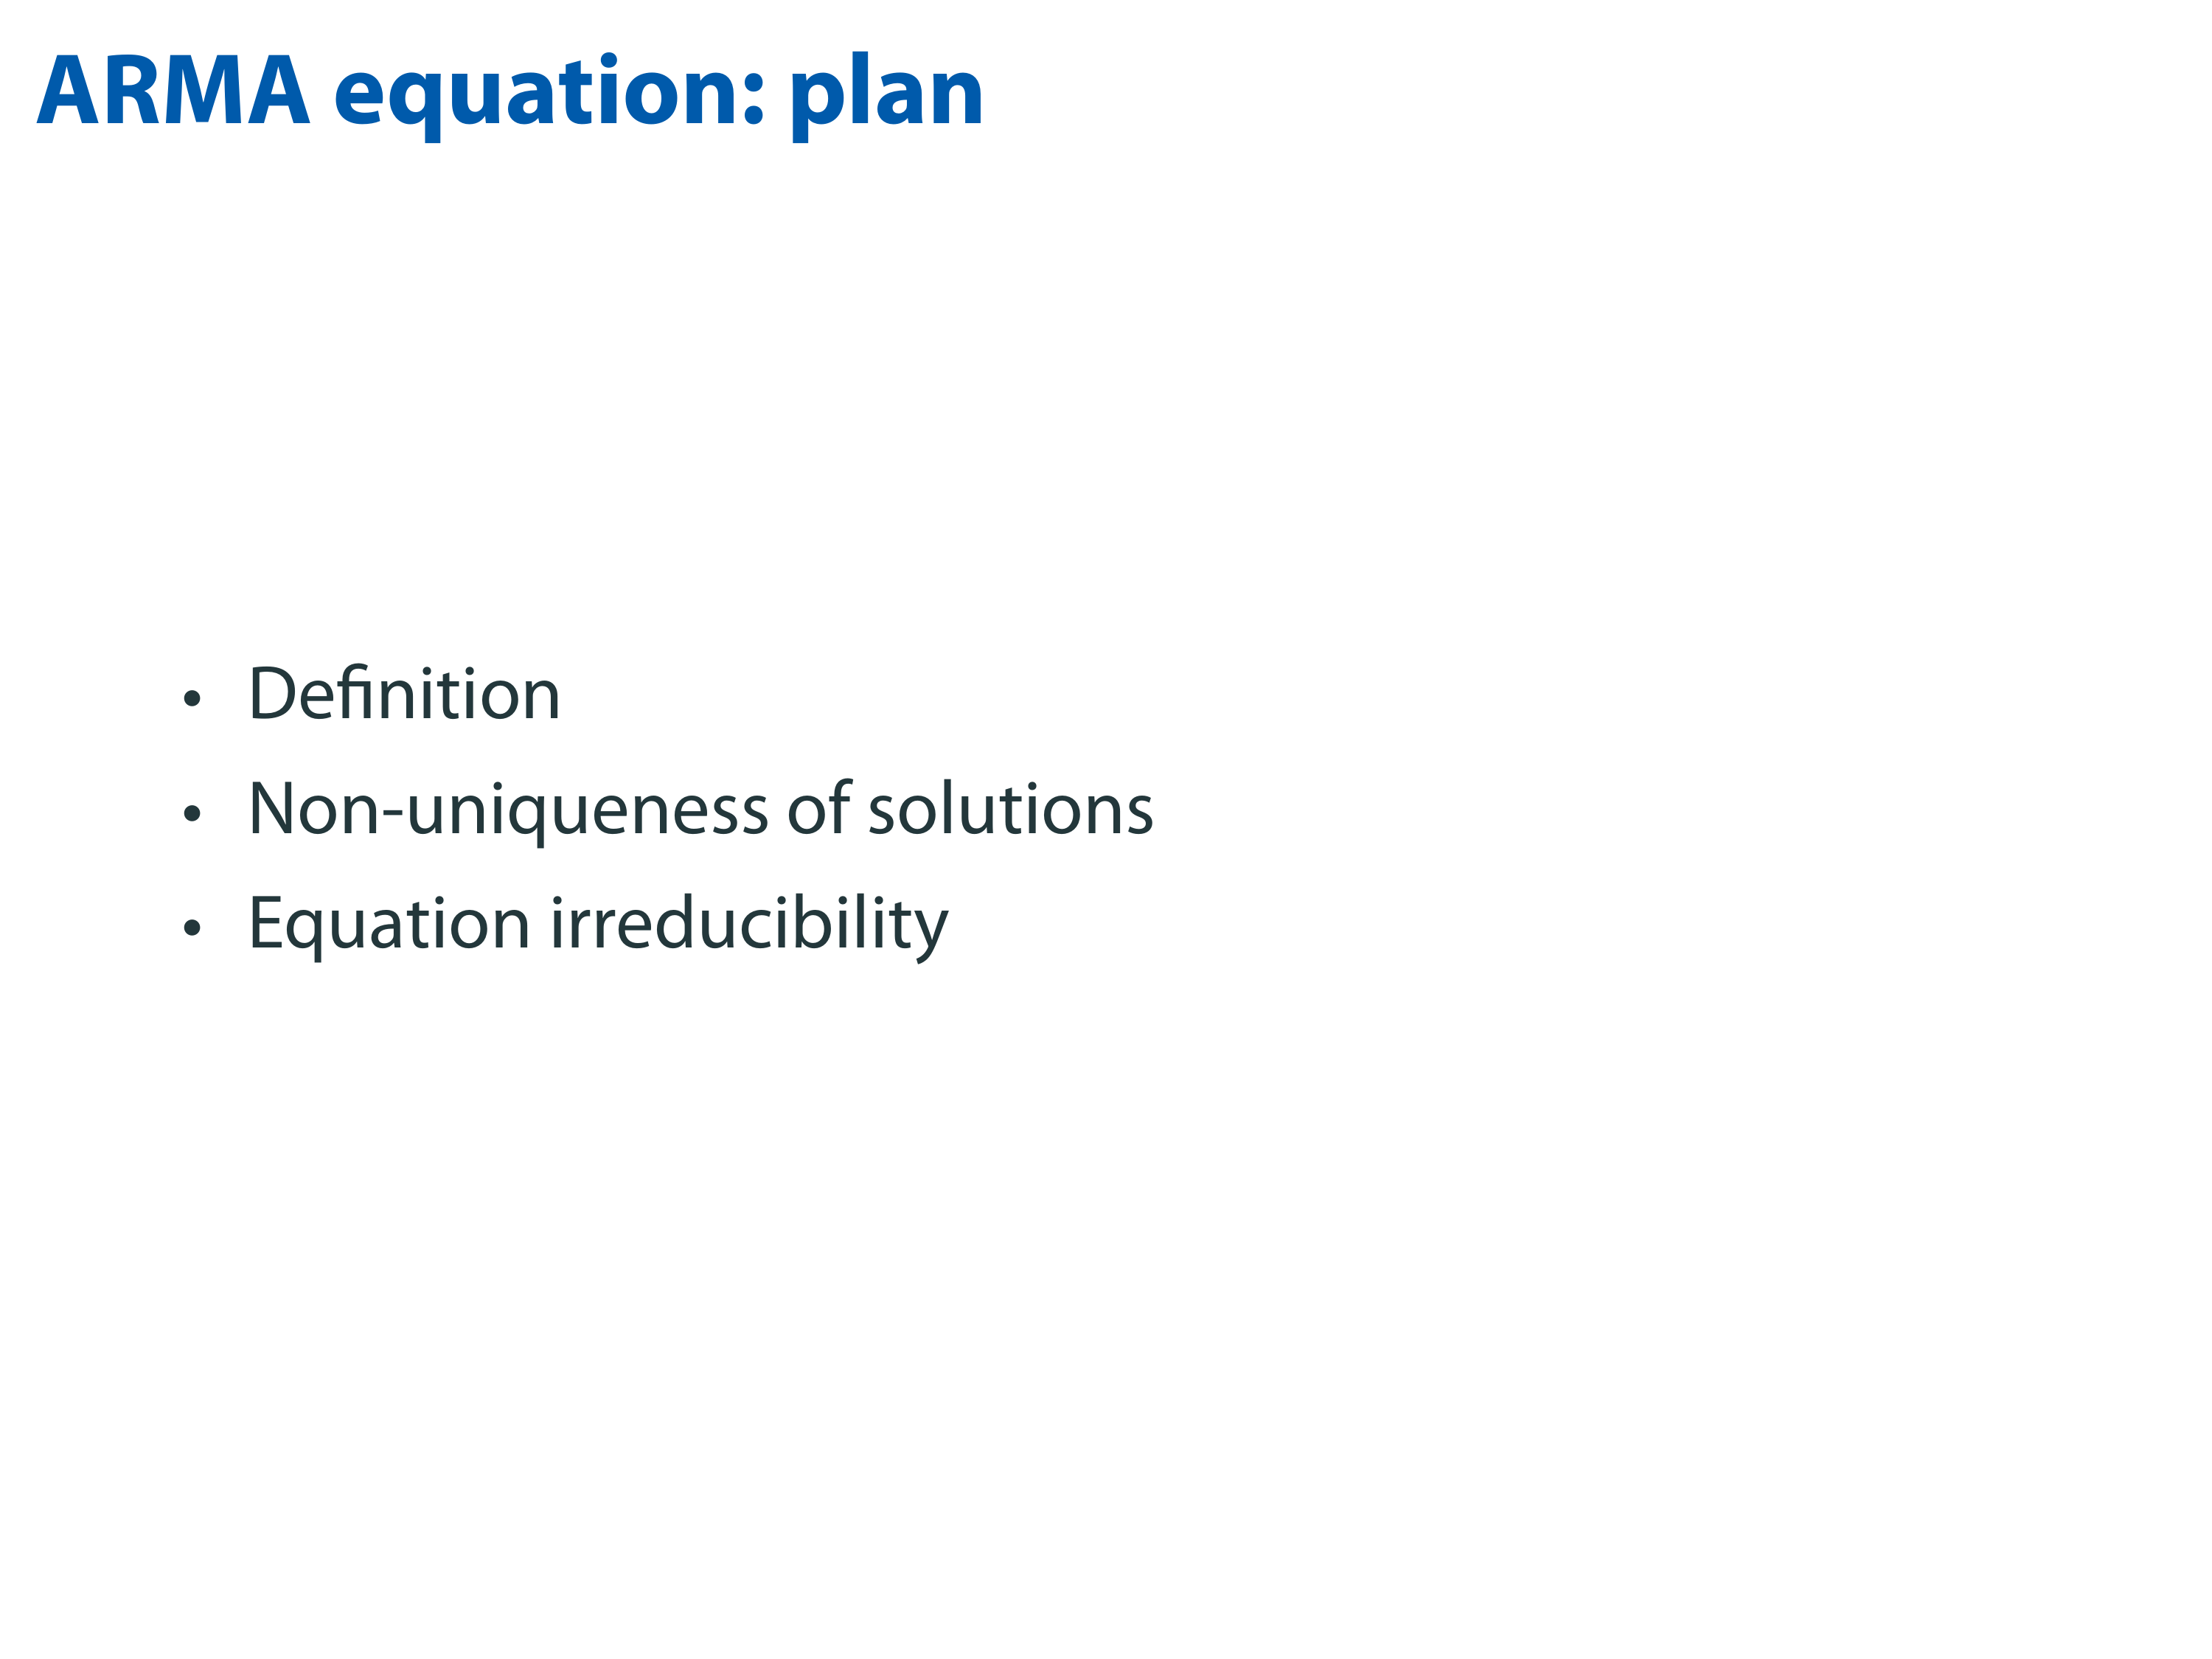 ARMA equation: plan
• Definition
• Non-uniqueness of solutions
• Equation irreducibility